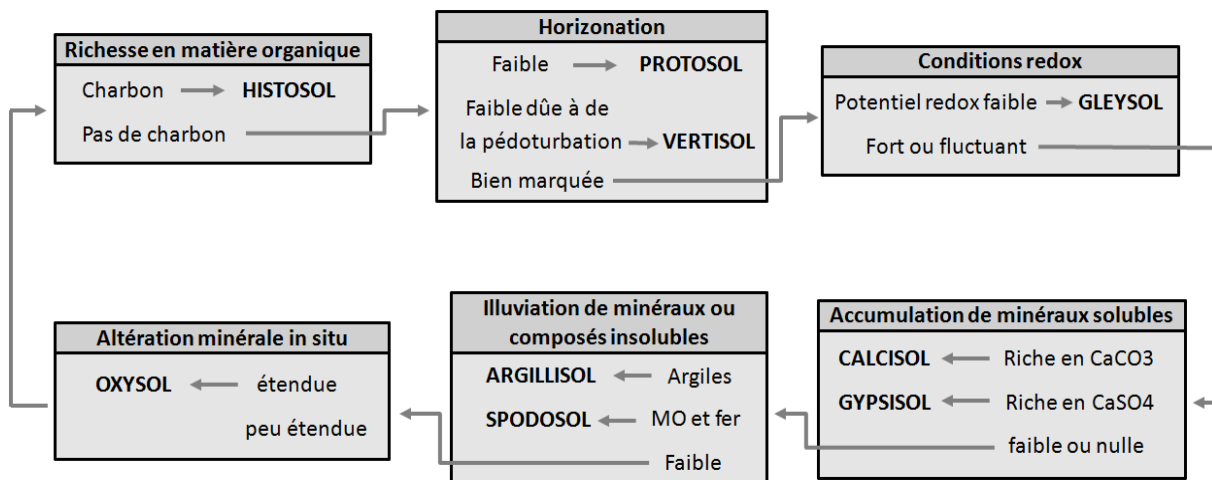 Richesse en matière organique
Charbon HISTOSOL
Pas de charbon
Horizonation
Faible PROTOSOL
Faible dûe à de
la pédoturbation VERTISOL
Bien marquée
Conditions redox
Potentiel redox faible GLEYSOL
Fort ou fluctuant
Accumulation de minéraux solubles
CALCISOL Riche en CaCO3
GYPSISOL Riche en CaSO4
faible ou nulle
Illuviation de minéraux ou
composés insolubles
ARGILLISOL Argiles
SPODOSOL MO et fer
Faible
Altération minérale in situ
OXYSOL étendue
peu étendue